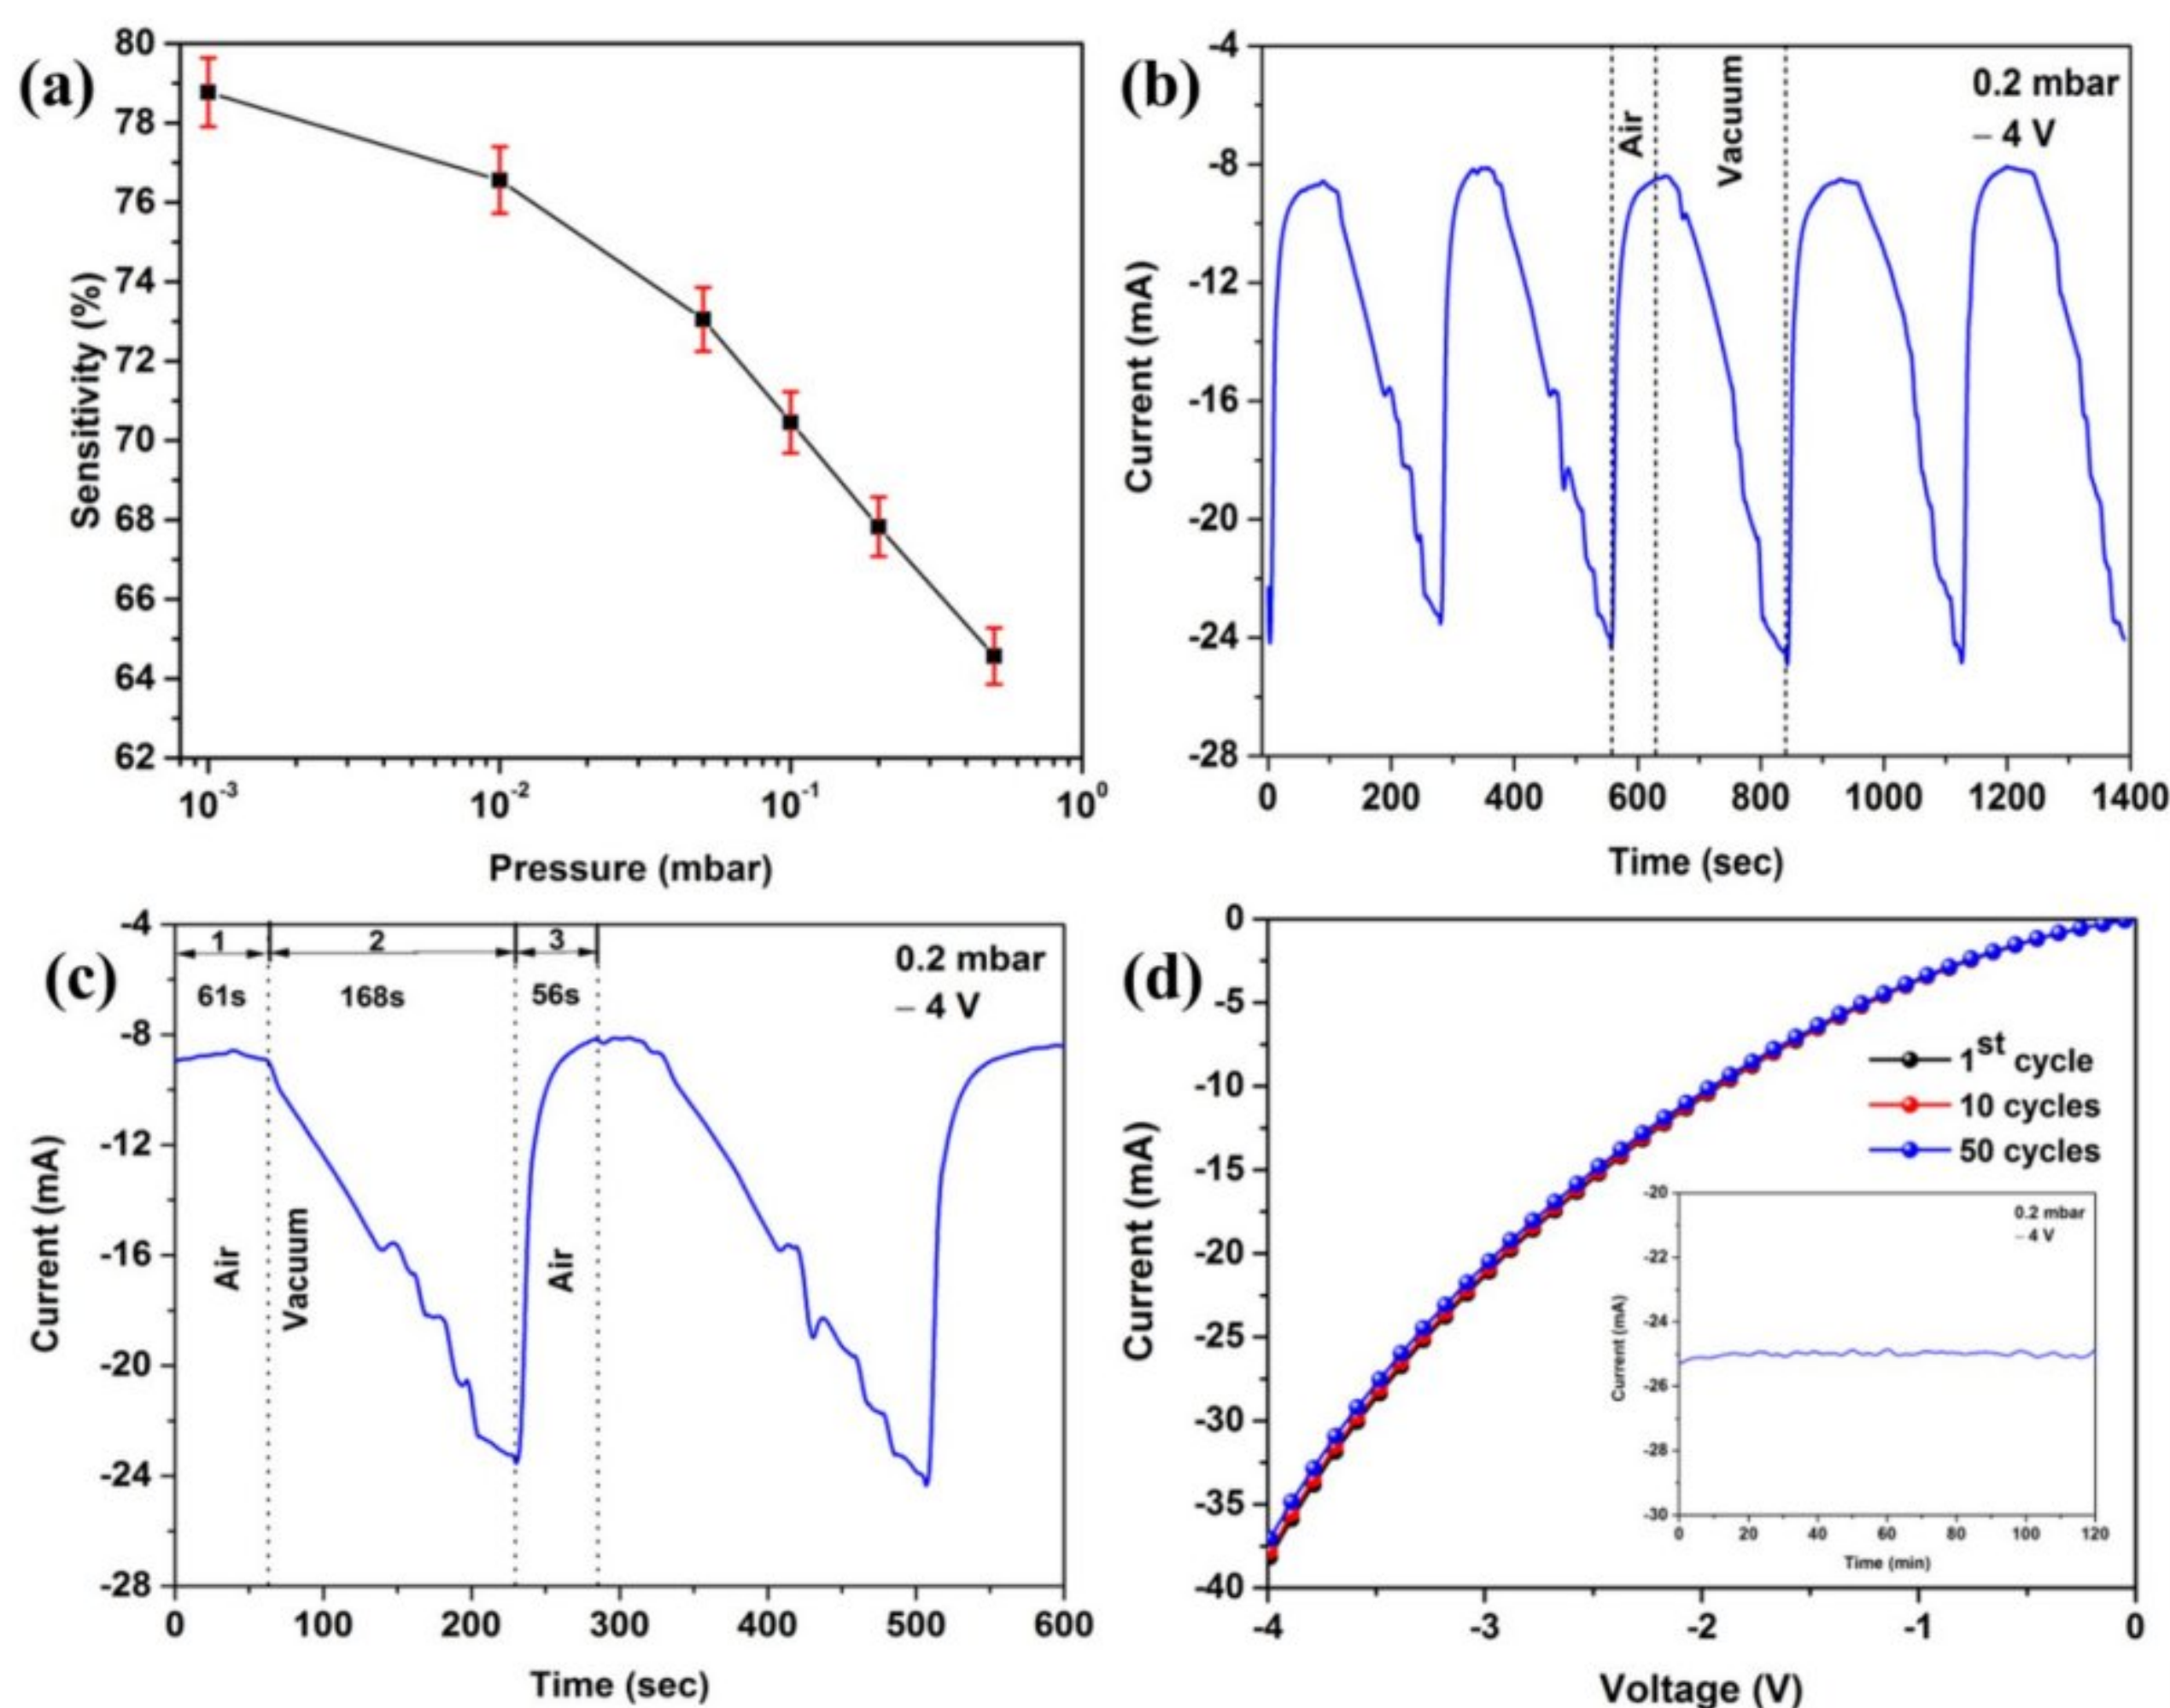 (a)
80
78
76
74
72
70
68
66
64
62
Sensitivity (%)
10-3
10-2
10-1
100
Pressure (mbar)
(b)
-4
-8
-12
-16
-20
-24
-28
Current (mA)
Air
Vacuum
0.2 mbar
– 4 V
0 200 400 600 800 1000 1200 1400
Time (sec)
(c)
-4
-8
-12
-16
-20
-24
-28
Current (mA)
1 2 3
61s 168s 56s
0.2 mbar
– 4 V
Air
Vacuum
Air
0 100 200 300 400 500 600
Time (sec)
(d)
0
-5
-10
-15
-20
-25
-30
-35
-40
Current (mA)
1st cycle
10 cycles
50 cycles
-20
-22
-24
-26
-28
-30
Current (mA)
0.2 mbar
– 4 V
0 20 40 60 80 100 120
Time (min)
-4 -3 -2 -1 0
Voltage (V)